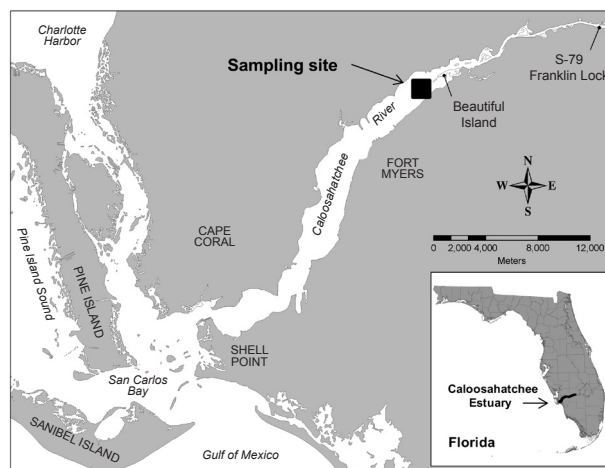 Charlotte
Harbor
Sampling site
S-79
Franklin Lock
Beautiful
Island
River
FORT
MYERS
Caloosahatchee
N
W E
S
CAPE
CORAL
0 2,000 4,000 8,000 12,000
Meters
Pine Island Sound
PINE ISLAND
SHELL
POINT
San Carlos
Bay
SANIBEL ISLAND
Gulf of Mexico
Caloosahatchee
Estuary
Florida